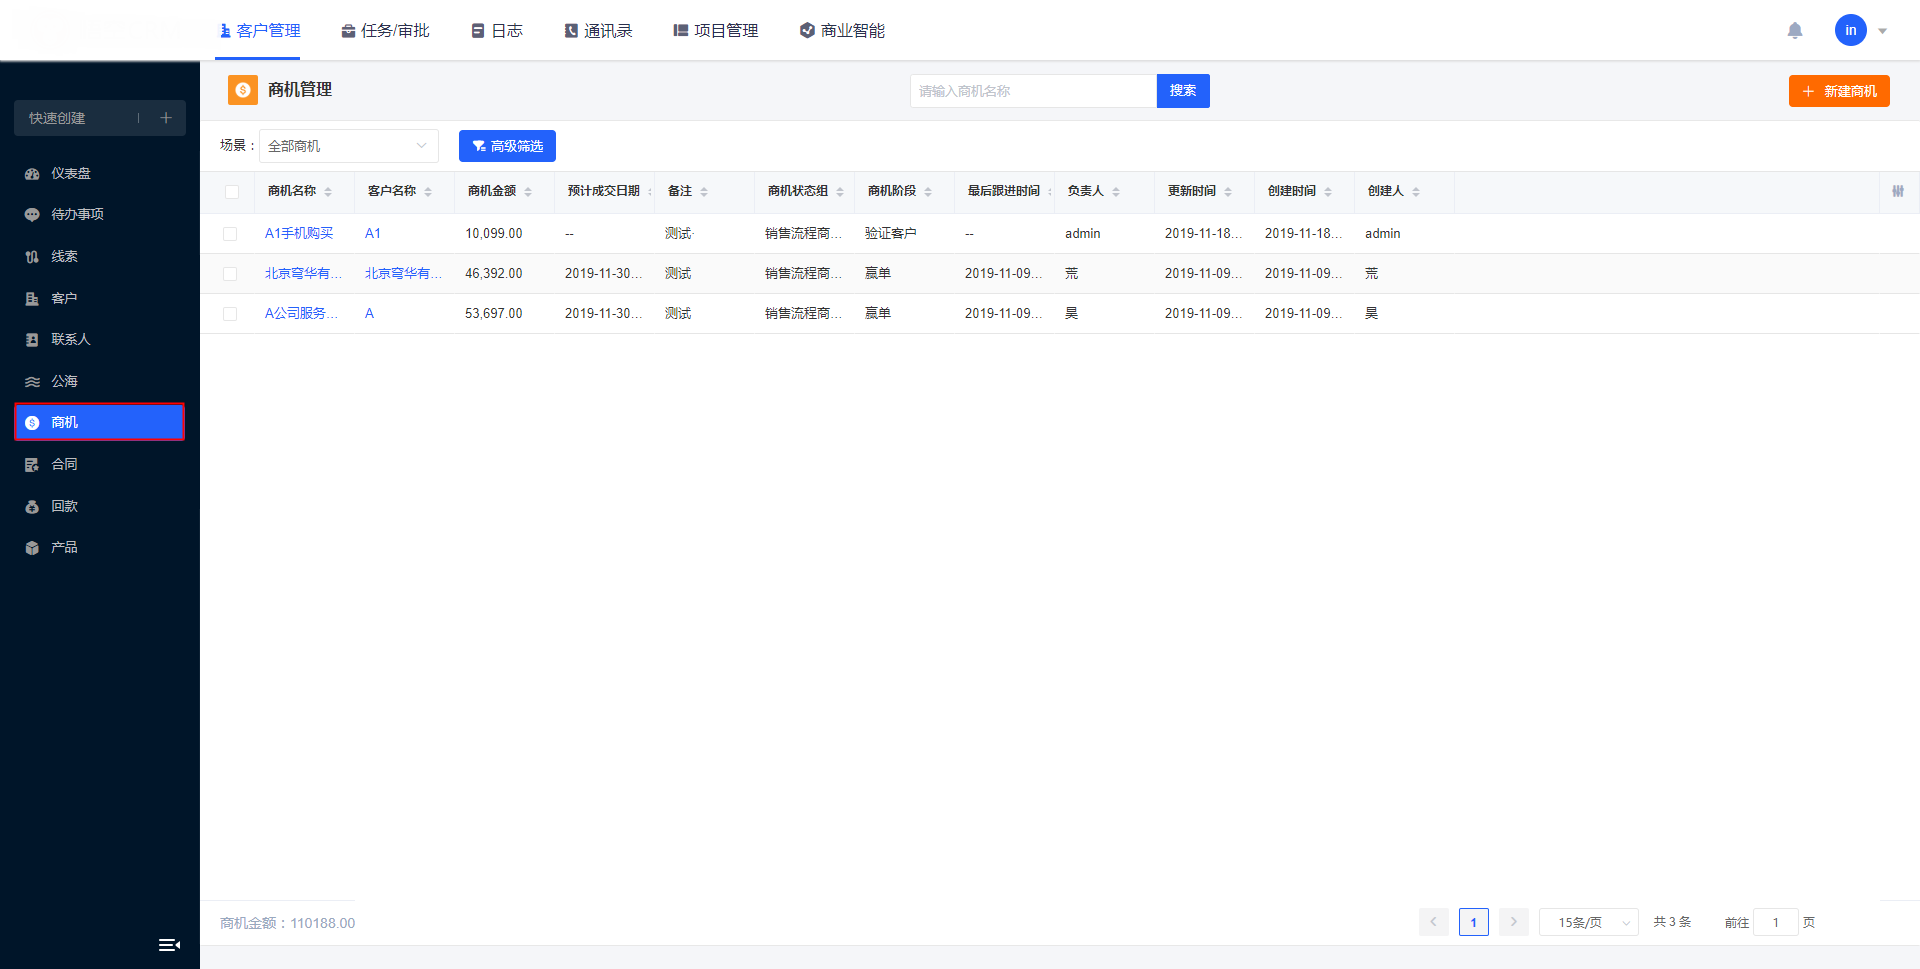 客户管理 任务/审批 日志 通讯录 项目管理 商业智能 in
快速创建
仪表盘
待办事项
线索
客户
联系人
公海
商机
合同
回款
产品
商机管理 请输入商机名称 搜索 新建商机
场景： 全部商机 高级筛选
商机名称 客户名称 商机金额 预计成交日期 备注 商机状态组 商机阶段 最后跟进时间 负责人 更新时间 创建时间 创建人
A1手机购买 A1 10,099.00 -- 测试· 销售流程商... 验证客户 -- admin 2019-11-18... 2019-11-18... admin
北京穹华有... 北京穹华有... 46,392.00 2019-11-30... 测试 销售流程商... 赢单 2019-11-09... 荒 2019-11-09... 2019-11-09... 荒
A公司服务... A 53,697.00 2019-11-30... 测试 销售流程商... 赢单 2019-11-09... 昊 2019-11-09... 2019-11-09... 昊
商机金额：110188.00 1 15条/页 共 3 条 前往 1 页